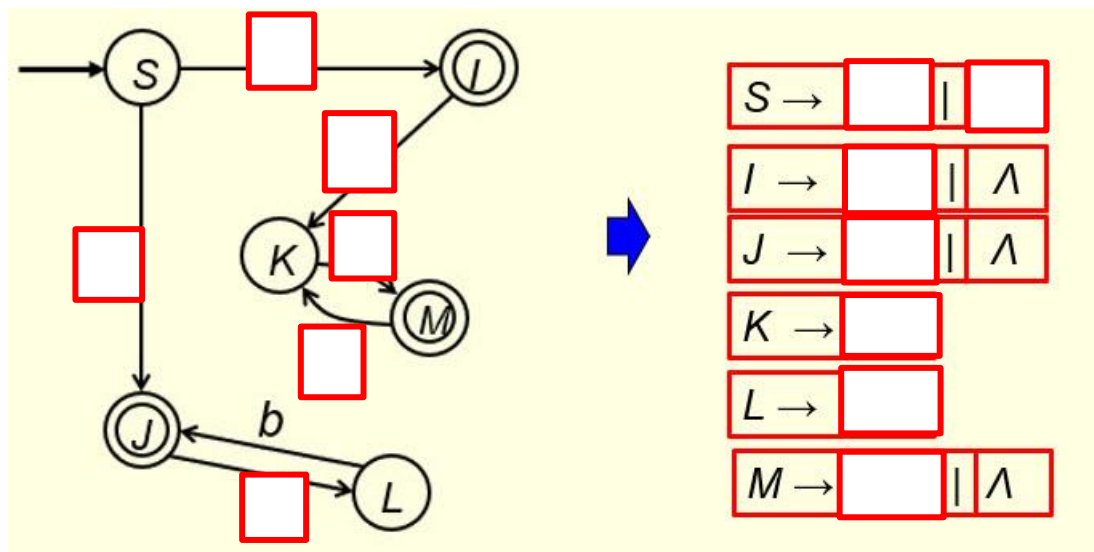 S
I
K
M
J
b
L
S → |
I → | Λ
J → | Λ
K →
L →
M → | Λ